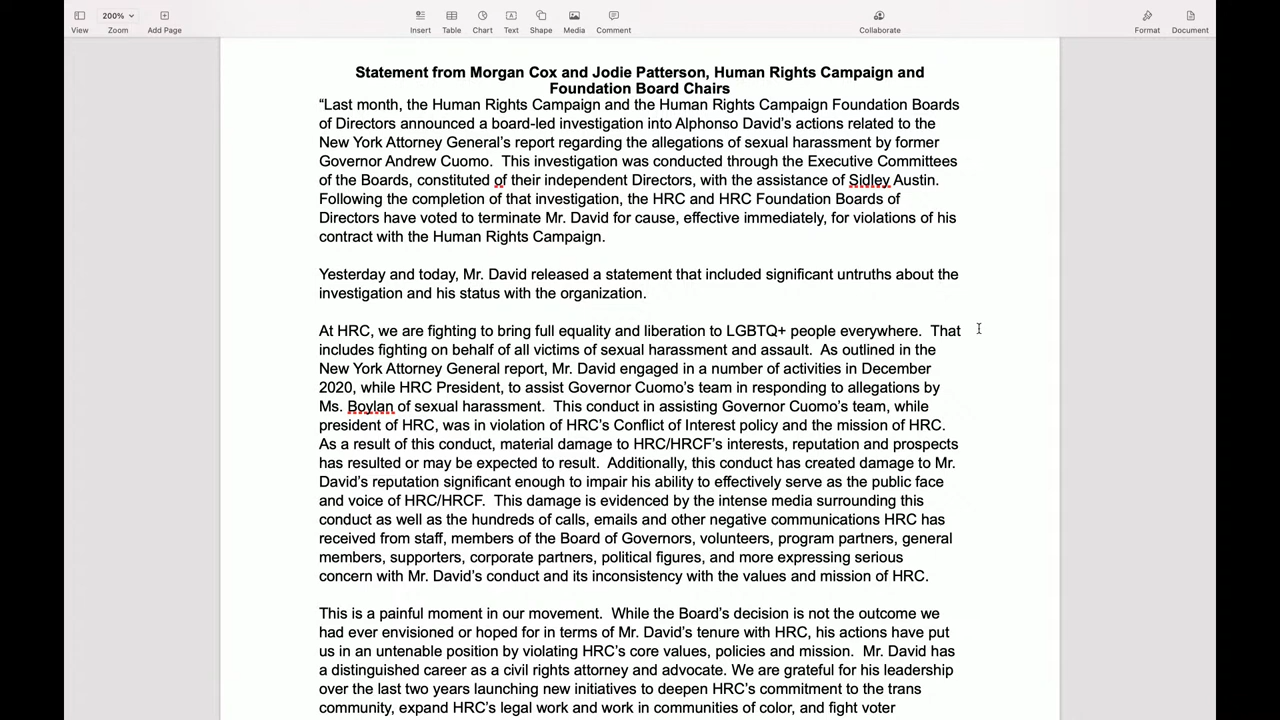 200%
View
Zoom
Add Page
Insert
Table
Chart
Text
Shape
Media
Comment
Collaborate
Format
Document
Statement from Morgan Cox and Jodie Patterson, Human Rights Campaign and
Foundation Board Chairs
“Last month, the Human Rights Campaign and the Human Rights Campaign Foundation Boards
of Directors announced a board-led investigation into Alphonso David’s actions related to the
New York Attorney General’s report regarding the allegations of sexual harassment by former
Governor Andrew Cuomo.  This investigation was conducted through the Executive Committees
of the Boards, constituted of their independent Directors, with the assistance of Sidley Austin.
Following the completion of that investigation, the HRC and HRC Foundation Boards of
Directors have voted to terminate Mr. David for cause, effective immediately, for violations of his
contract with the Human Rights Campaign.
Yesterday and today, Mr. David released a statement that included significant untruths about the
investigation and his status with the organization.
At HRC, we are fighting to bring full equality and liberation to LGBTQ+ people everywhere.  That
includes fighting on behalf of all victims of sexual harassment and assault.  As outlined in the
New York Attorney General report, Mr. David engaged in a number of activities in December
2020, while HRC President, to assist Governor Cuomo’s team in responding to allegations by
Ms. Boylan of sexual harassment.  This conduct in assisting Governor Cuomo’s team, while
president of HRC, was in violation of HRC’s Conflict of Interest policy and the mission of HRC.
As a result of this conduct, material damage to HRC/HRCF’s interests, reputation and prospects
has resulted or may be expected to result.  Additionally, this conduct has created damage to Mr.
David’s reputation significant enough to impair his ability to effectively serve as the public face
and voice of HRC/HRCF.  This damage is evidenced by the intense media surrounding this
conduct as well as the hundreds of calls, emails and other negative communications HRC has
received from staff, members of the Board of Governors, volunteers, program partners, general
members, supporters, corporate partners, political figures, and more expressing serious
concern with Mr. David’s conduct and its inconsistency with the values and mission of HRC.
This is a painful moment in our movement.  While the Board’s decision is not the outcome we
had ever envisioned or hoped for in terms of Mr. David’s tenure with HRC, his actions have put
us in an untenable position by violating HRC’s core values, policies and mission.  Mr. David has
a distinguished career as a civil rights attorney and advocate. We are grateful for his leadership
over the last two years launching new initiatives to deepen HRC’s commitment to the trans
community, expand HRC’s legal work and work in communities of color, and fight voter